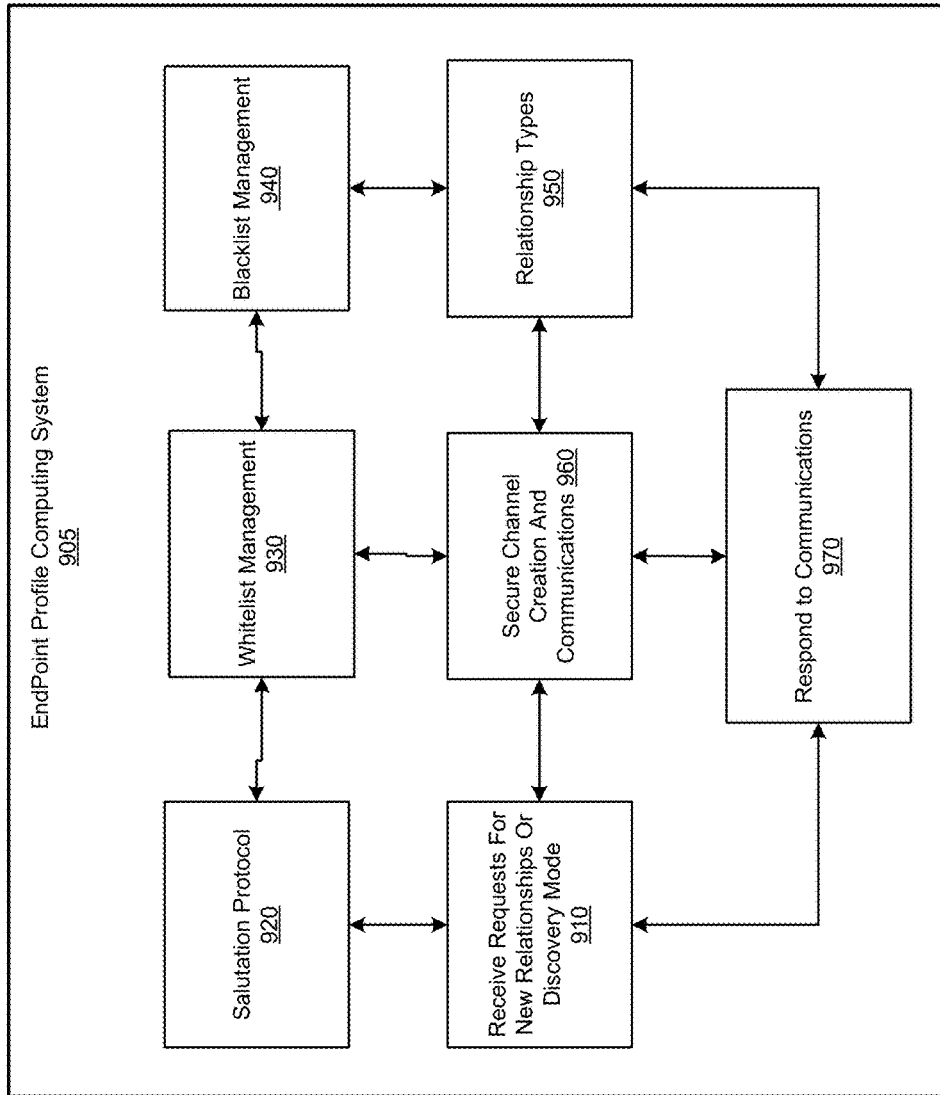 EndPoint Profile Computing System
905
Salutation Protocol
920
Whitelist Management
930
Blacklist Management
940
Receive Requests For
New Relationships Or
Discovery Mode
910
Secure Channel
Creation And
Communications 960
Relationship Types
950
Respond to Communications
970